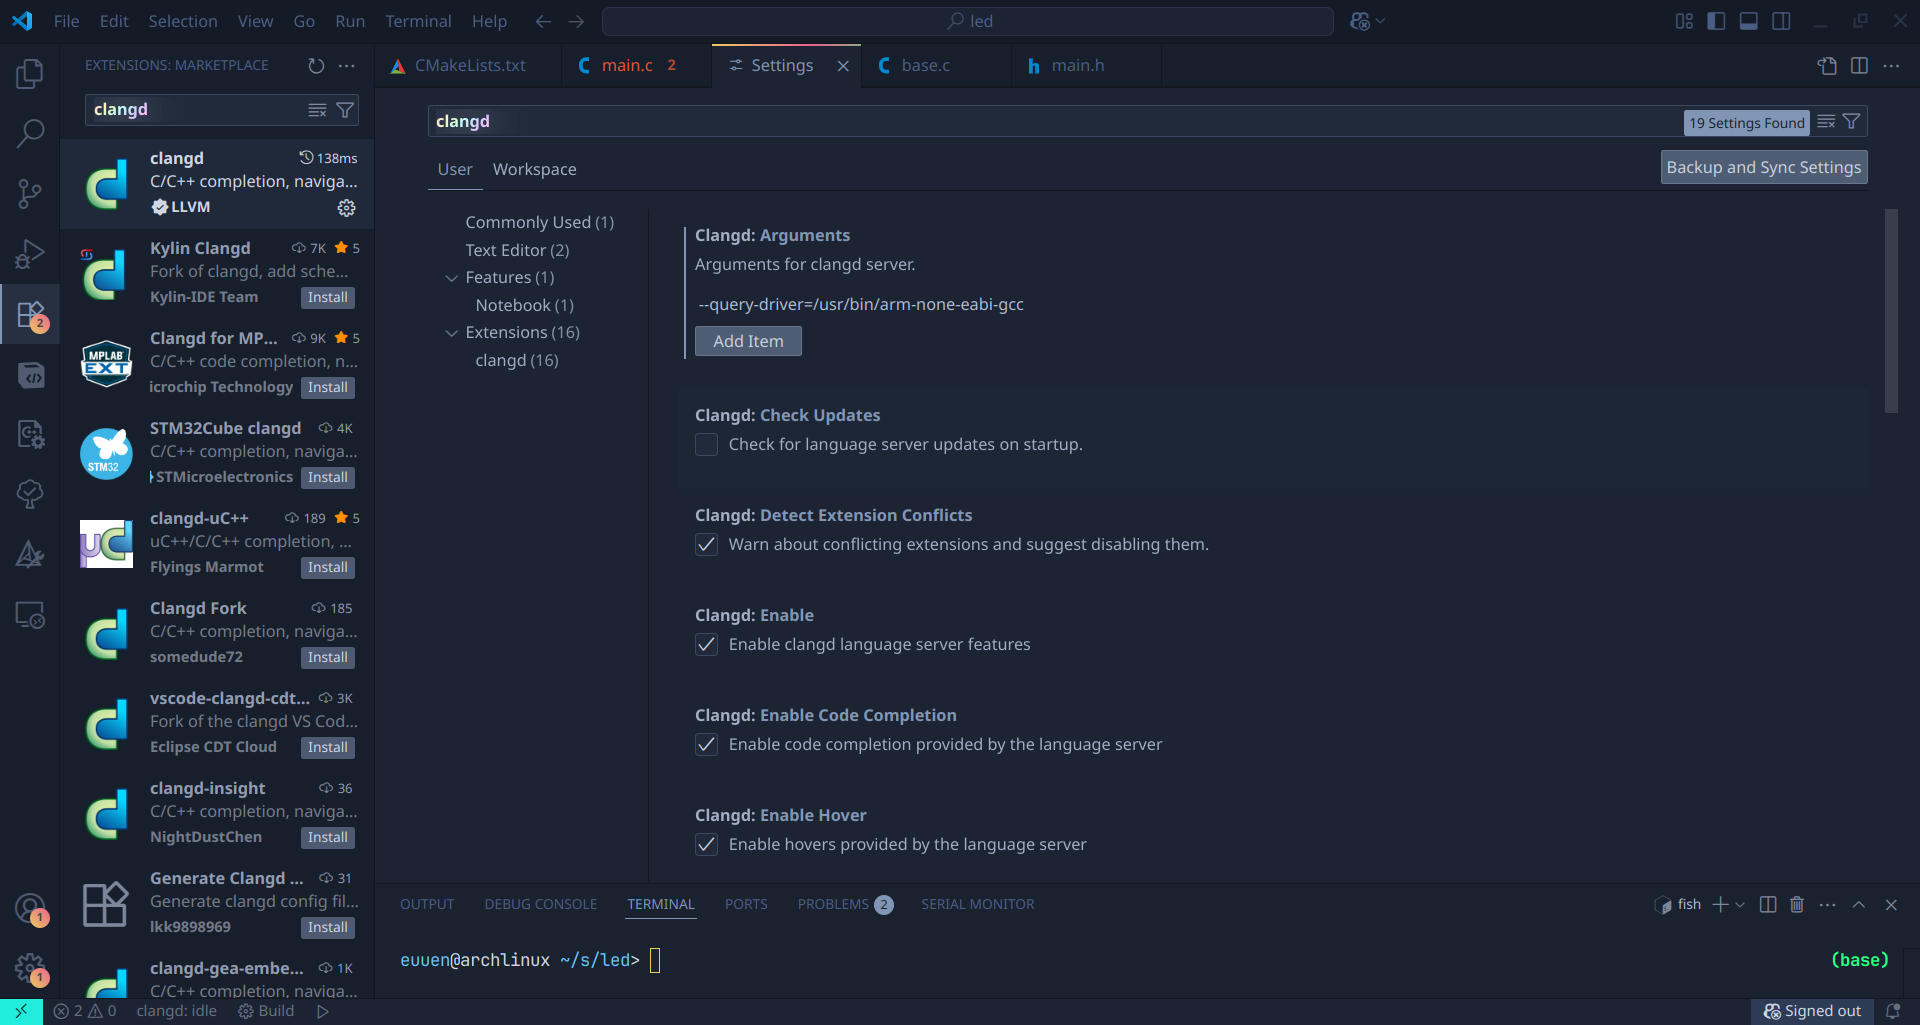 File Edit Selection View Go Run Terminal Help
led
EXTENSIONS: MARKETPLACE
clangd
clangd 138ms
C/C++ completion, naviga...
LLVM
Kylin Clangd 7K 5
Fork of clangd, add sche...
Kylin-IDE Team Install
MPLAB EXT
Clangd for MP... 9K 5
C/C++ code completion, n...
icrochip Technology Install
STM32
STM32Cube clangd 4K
C/C++ completion, naviga...
STMicroelectronics Install
μCd
clangd-uC++ 189 5
uC++/C/C++ completion, ...
Flyings Marmot Install
Clangd Fork 185
C/C++ completion, naviga...
somedude72 Install
vscode-clangd-cdt... 3K
Fork of the clangd VS Cod...
Eclipse CDT Cloud Install
clangd-insight 36
C/C++ completion, naviga...
NightDustChen Install
Generate Clangd ... 31
Generate clangd config fil...
lkk9898969 Install
clangd-gea-embe... 1K
C/C++ completion, naviga...
2
1
1
CMakeLists.txt
main.c 2
Settings
base.c
main.h
clangd
19 Settings Found
User Workspace
Backup and Sync Settings
Commonly Used (1)
Text Editor (2)
Features (1)
Notebook (1)
Extensions (16)
clangd (16)
Clangd: Arguments
Arguments for clangd server.
--query-driver=/usr/bin/arm-none-eabi-gcc
Add Item
Clangd: Check Updates
Check for language server updates on startup.
Clangd: Detect Extension Conflicts
Warn about conflicting extensions and suggest disabling them.
Clangd: Enable
Enable clangd language server features
Clangd: Enable Code Completion
Enable code completion provided by the language server
Clangd: Enable Hover
Enable hovers provided by the language server
OUTPUT DEBUG CONSOLE TERMINAL PORTS PROBLEMS 2 SERIAL MONITOR
fish
euuen@archlinux ~/s/led> (base)
2 0 clangd: idle Build
Signed out